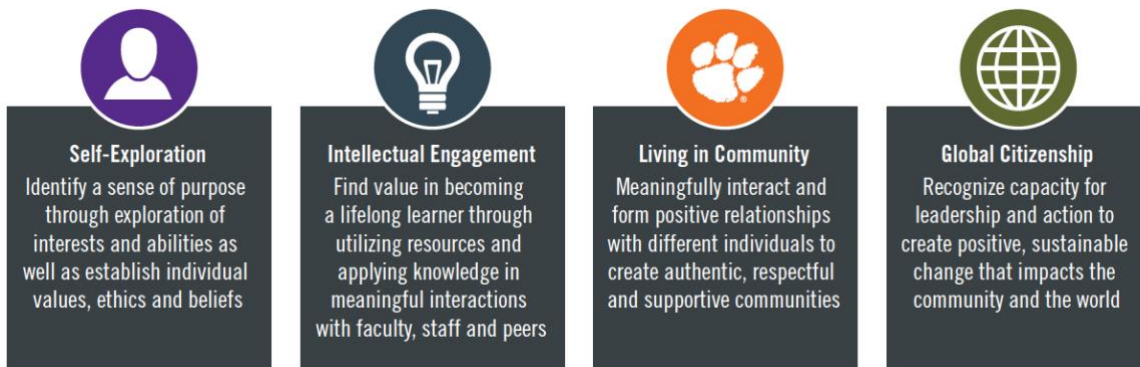 Self-Exploration
Identify a sense of purpose
through exploration of
interests and abilities as
well as establish individual
values, ethics and beliefs
Intellectual Engagement
Find value in becoming
a lifelong learner through
utilizing resources and
applying knowledge in
meaningful interactions
with faculty, staff and peers
®
Living in Community
Meaningfully interact and
form positive relationships
with different individuals to
create authentic, respectful
and supportive communities
Global Citizenship
Recognize capacity for
leadership and action to
create positive, sustainable
change that impacts the
community and the world